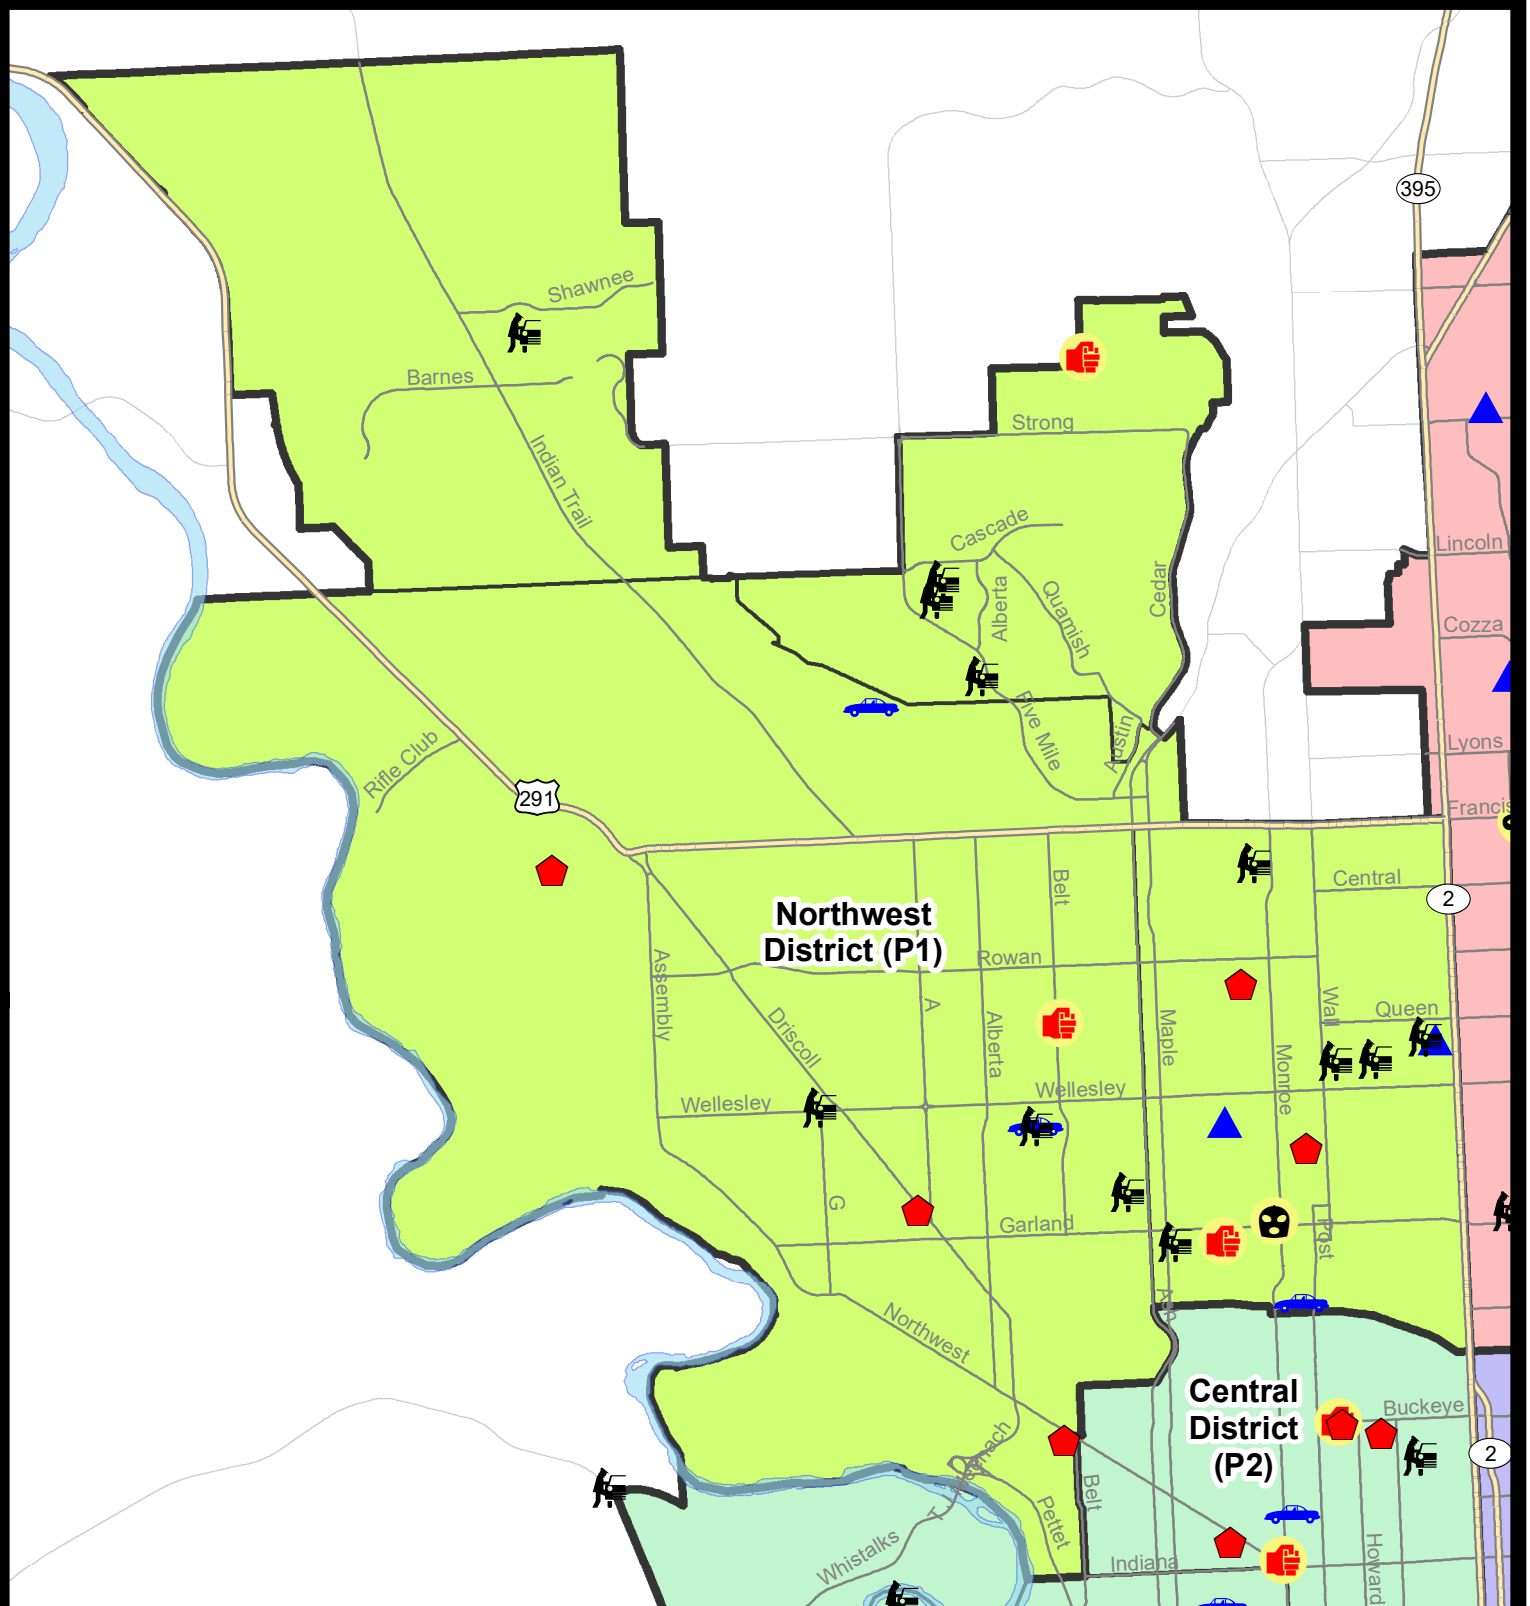 395
Shawnee
Barnes
Strong
Indian Trail
Cascade
Lincoln
Alberta
Quamish
Cedar
Cozza
Five Mile
Austin
Lyons
Rifle Club
291
Francis
Belt
Central
2
Northwest
District (P1)
Rowan
Assembly
A
Driscoll
Alberta
Maple
Wall
Queen
Monroe
Wellesley
Wellesley
G
Garland
Post
Ash
Northwest
Central
District
(P2)
Buckeye
2
Belt
Pettet
Whistalks
Indiana
Howard